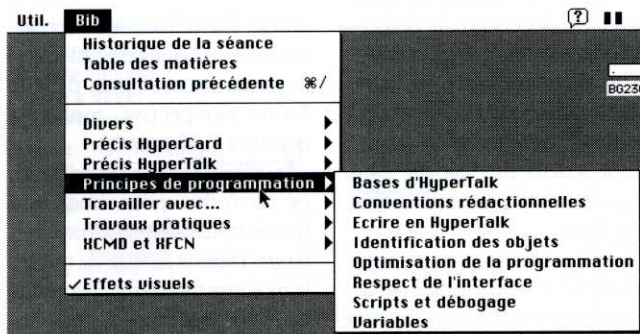 Util. Bib
Historique de la séance
Table des matières
Consultation précédente ⌘/
Divers
Précis HyperCard
Précis HyperTalk
Principes de programmation
Travailler avec...
Travaux pratiques
XCMD et XFCN
✓Effets visuels
Bases d'HyperTalk
Conventions rédactionnelles
Ecrire en HyperTalk
Identification des objets
Optimisation de la programmation
Respect de l'interface
Scripts et débogage
Variables